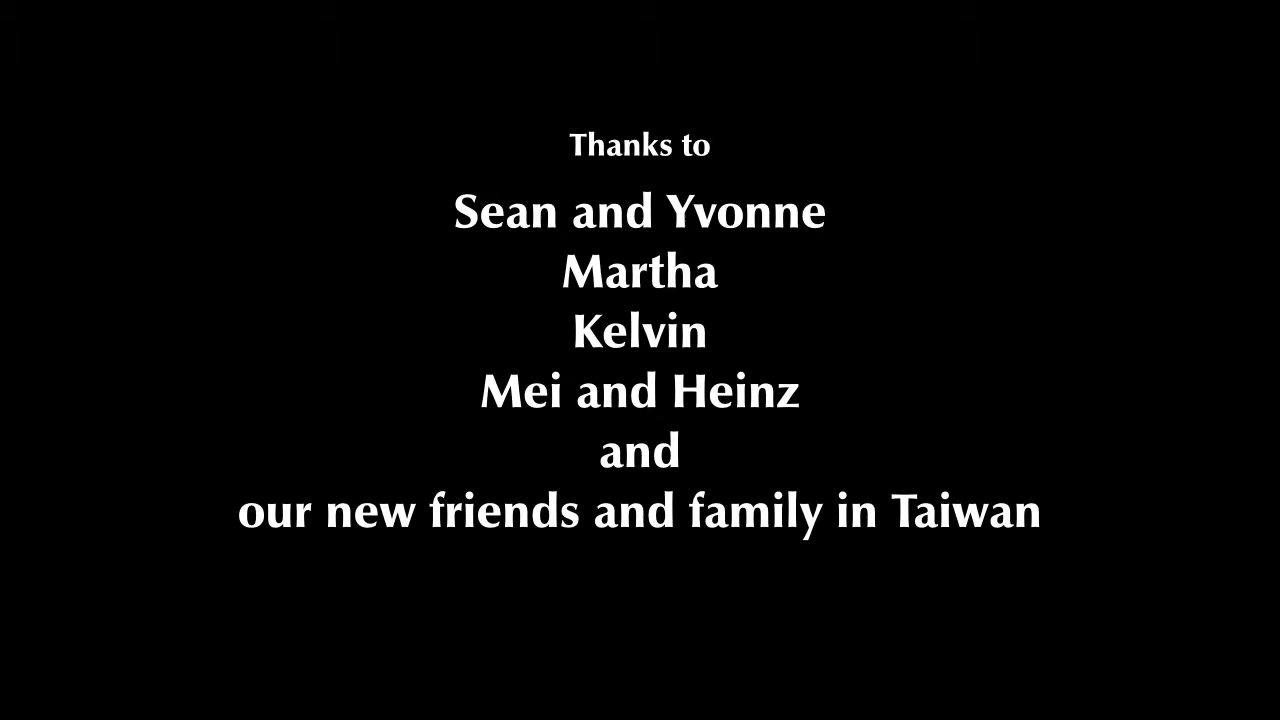 Thanks to
Sean and Yvonne
Martha
Kelvin
Mei and Heinz
and
our new friends and family in Taiwan